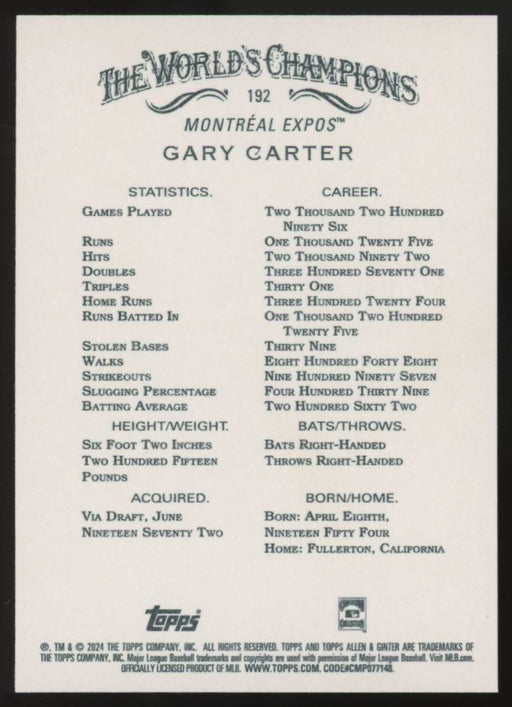 THE WORLD'S CHAMPIONS
192
MONTRÉAL EXPOS™
GARY CARTER
STATISTICS. CAREER.
GAMES PLAYED TWO THOUSAND TWO HUNDRED
NINETY SIX
RUNS ONE THOUSAND TWENTY FIVE
HITS TWO THOUSAND NINETY TWO
DOUBLES THREE HUNDRED SEVENTY ONE
TRIPLES THIRTY ONE
HOME RUNS THREE HUNDRED TWENTY FOUR
RUNS BATTED IN ONE THOUSAND TWO HUNDRED
TWENTY FIVE
STOLEN BASES THIRTY NINE
WALKS EIGHT HUNDRED FORTY EIGHT
STRIKEOUTS NINE HUNDRED NINETY SEVEN
SLUGGING PERCENTAGE FOUR HUNDRED THIRTY NINE
BATTING AVERAGE TWO HUNDRED SIXTY TWO
HEIGHT/WEIGHT. BATS/THROWS.
SIX FOOT TWO INCHES BATS RIGHT-HANDED
TWO HUNDRED FIFTEEN THROWS RIGHT-HANDED
POUNDS
ACQUIRED. BORN/HOME.
VIA DRAFT, JUNE BORN: APRIL EIGHTH,
NINETEEN SEVENTY TWO NINETEEN FIFTY FOUR
HOME: FULLERTON, CALIFORNIA
topps
®, TM & © 2024 THE TOPPS COMPANY, INC. ALL RIGHTS RESERVED. TOPPS AND TOPPS ALLEN & GINTER ARE TRADEMARKS OF
THE TOPPS COMPANY, INC. Major League Baseball trademarks and copyrights are used with permission of Major League Baseball. Visit MLB.com.
OFFICIALLY LICENSED PRODUCT OF MLB. WWW.TOPPS.COM. CODE#CMP077148.